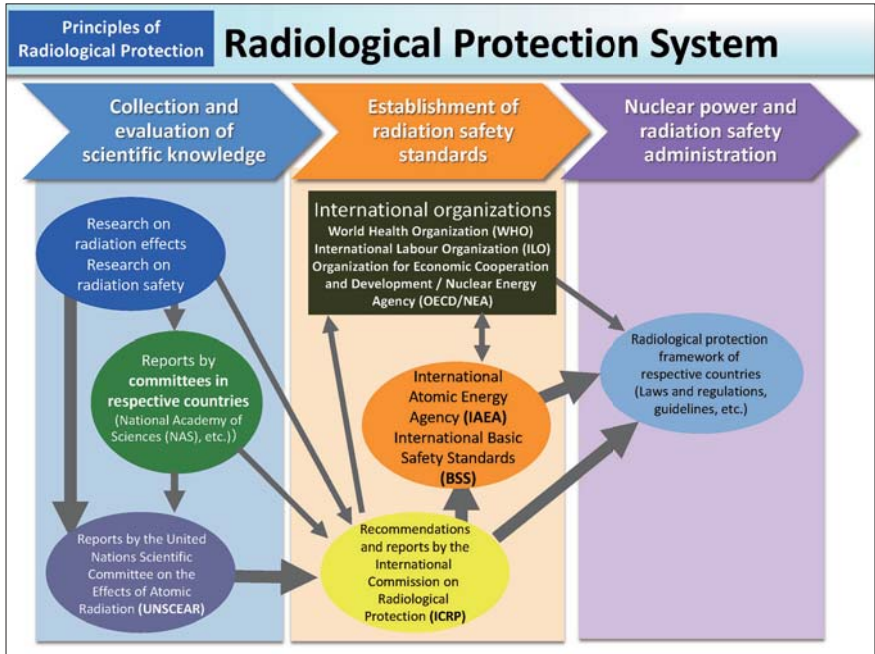 Principles of
Radiological Protection
Radiological Protection System
Collection and
evaluation of
scientific knowledge
Establishment of
radiation safety
standards
Nuclear power and
radiation safety
administration
Research on
radiation effects
Research on
radiation safety
Reports by
committees in
respective countries
(National Academy of
Sciences (NAS), etc.))
Reports by the United
Nations Scientific
Committee on the
Effects of Atomic
Radiation (UNSCEAR)
International organizations
World Health Organization (WHO)
International Labour Organization (ILO)
Organization for Economic Cooperation
and Development / Nuclear Energy
Agency (OECD/NEA)
International
Atomic Energy
Agency (IAEA)
International Basic
Safety Standards
(BSS)
Recommendations
and reports by the
International
Commission on
Radiological
Protection (ICRP)
Radiological protection
framework of
respective countries
(Laws and regulations,
guidelines, etc.)